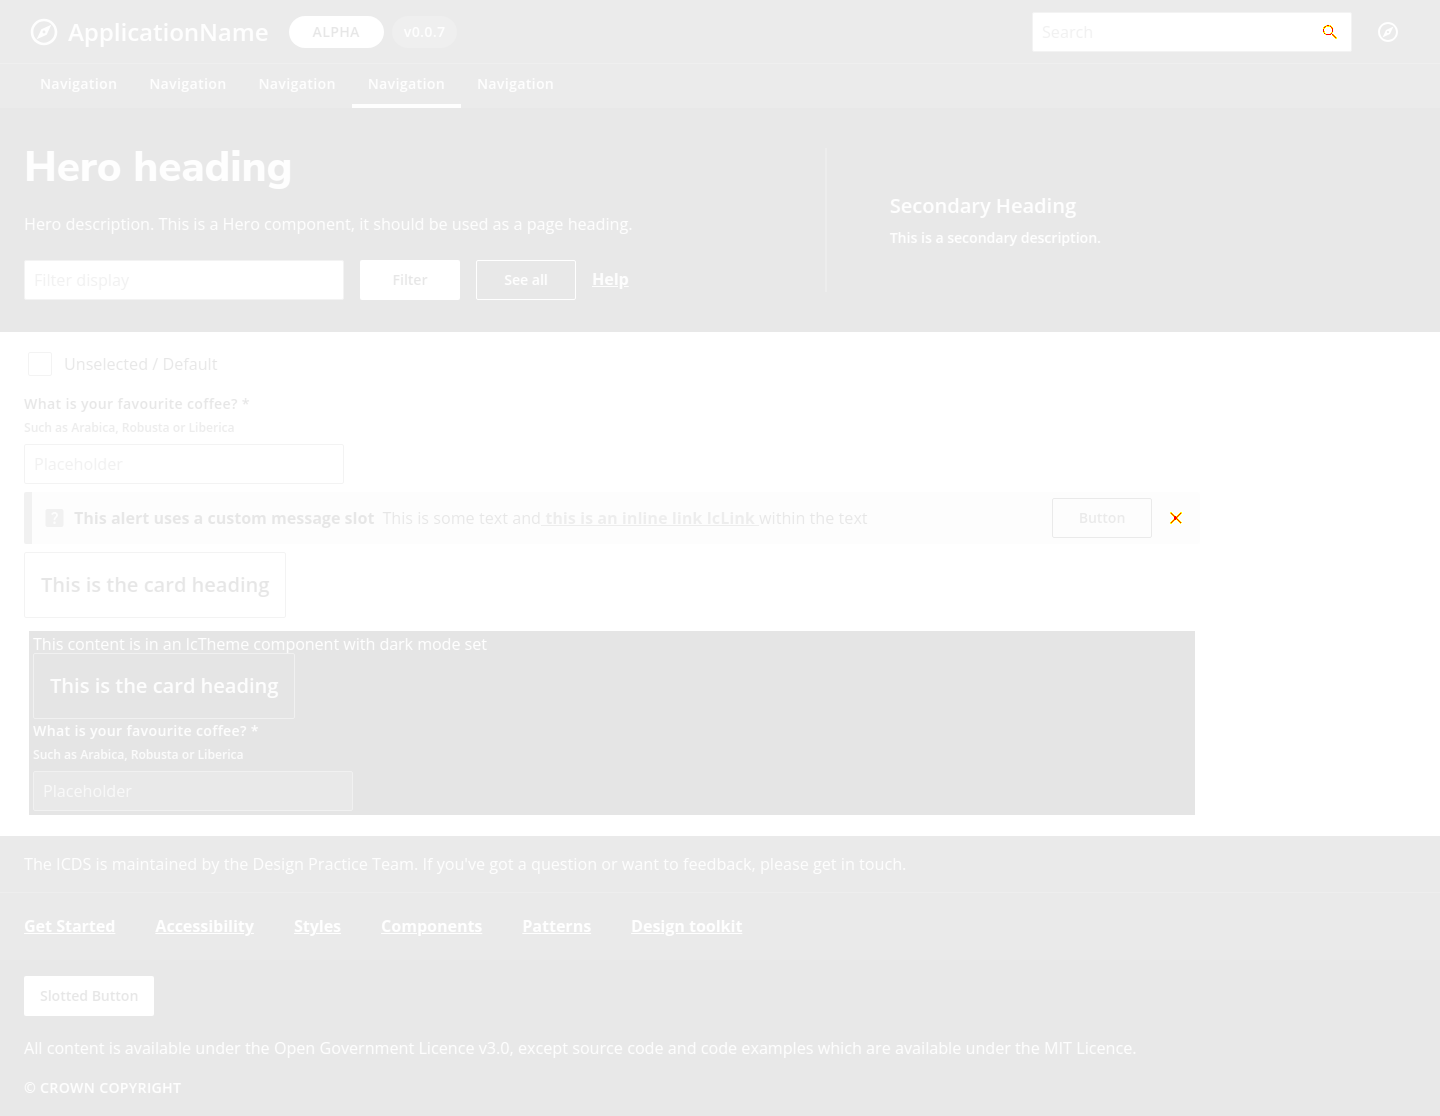 ApplicationName ALPHA v0.0.7 Search
Navigation Navigation Navigation Navigation Navigation
Hero heading
Hero description. This is a Hero component, it should be used as a page heading.
Filter display Filter See all Help
Secondary Heading
This is a secondary description.
Unselected / Default
What is your favourite coffee? *
Such as Arabica, Robusta or Liberica
Placeholder
This alert uses a custom message slot This is some text and this is an inline link IcLink within the text Button
This is the card heading
This content is in an IcTheme component with dark mode set
This is the card heading
What is your favourite coffee? *
Such as Arabica, Robusta or Liberica
Placeholder
The ICDS is maintained by the Design Practice Team. If you've got a question or want to feedback, please get in touch.
Get Started Accessibility Styles Components Patterns Design toolkit
Slotted Button
All content is available under the Open Government Licence v3.0, except source code and code examples which are available under the MIT Licence.
© CROWN COPYRIGHT